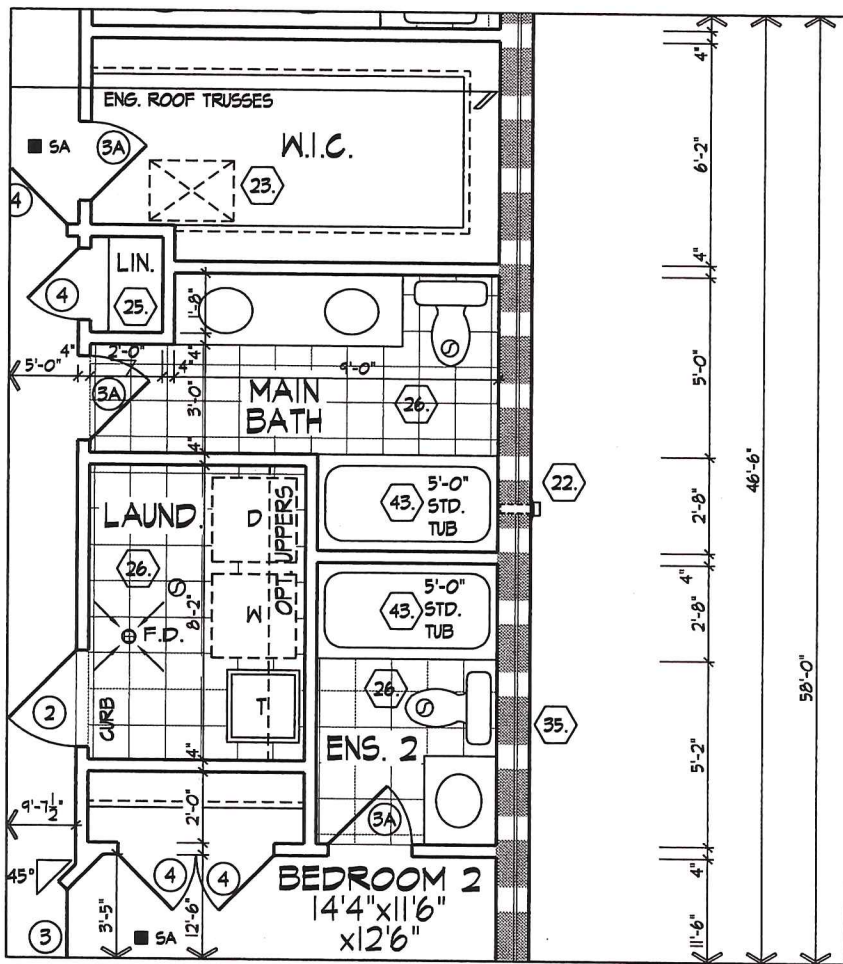 ENG. ROOF TRUSSES
W.I.C.
4"
SA
3A
23.
6'-2"
4
LIN.
4"
4
25.
1'-8"
5'-0"
4"
2'-0"
4"
4"
9'-0"
5'-0"
3A
3'-0"
MAIN
BATH
26.
4"
46'-6"
LAUND.
D
OPT. UPPERS
43.
5'-0"
STD.
TUB
22.
2'-8"
26.
8'-2"
W
43.
5'-0"
STD.
TUB
4"
2'-8"
F.D.
58'-0"
2
CURB
T
26.
35.
ENS. 2
5'-2"
4"
9'-7 1/2"
2'-0"
3A
45°
4
4
BEDROOM 2
14'4"x11'6"
x12'6"
4"
3
3'-5"
SA
12'-6"
11'-6"